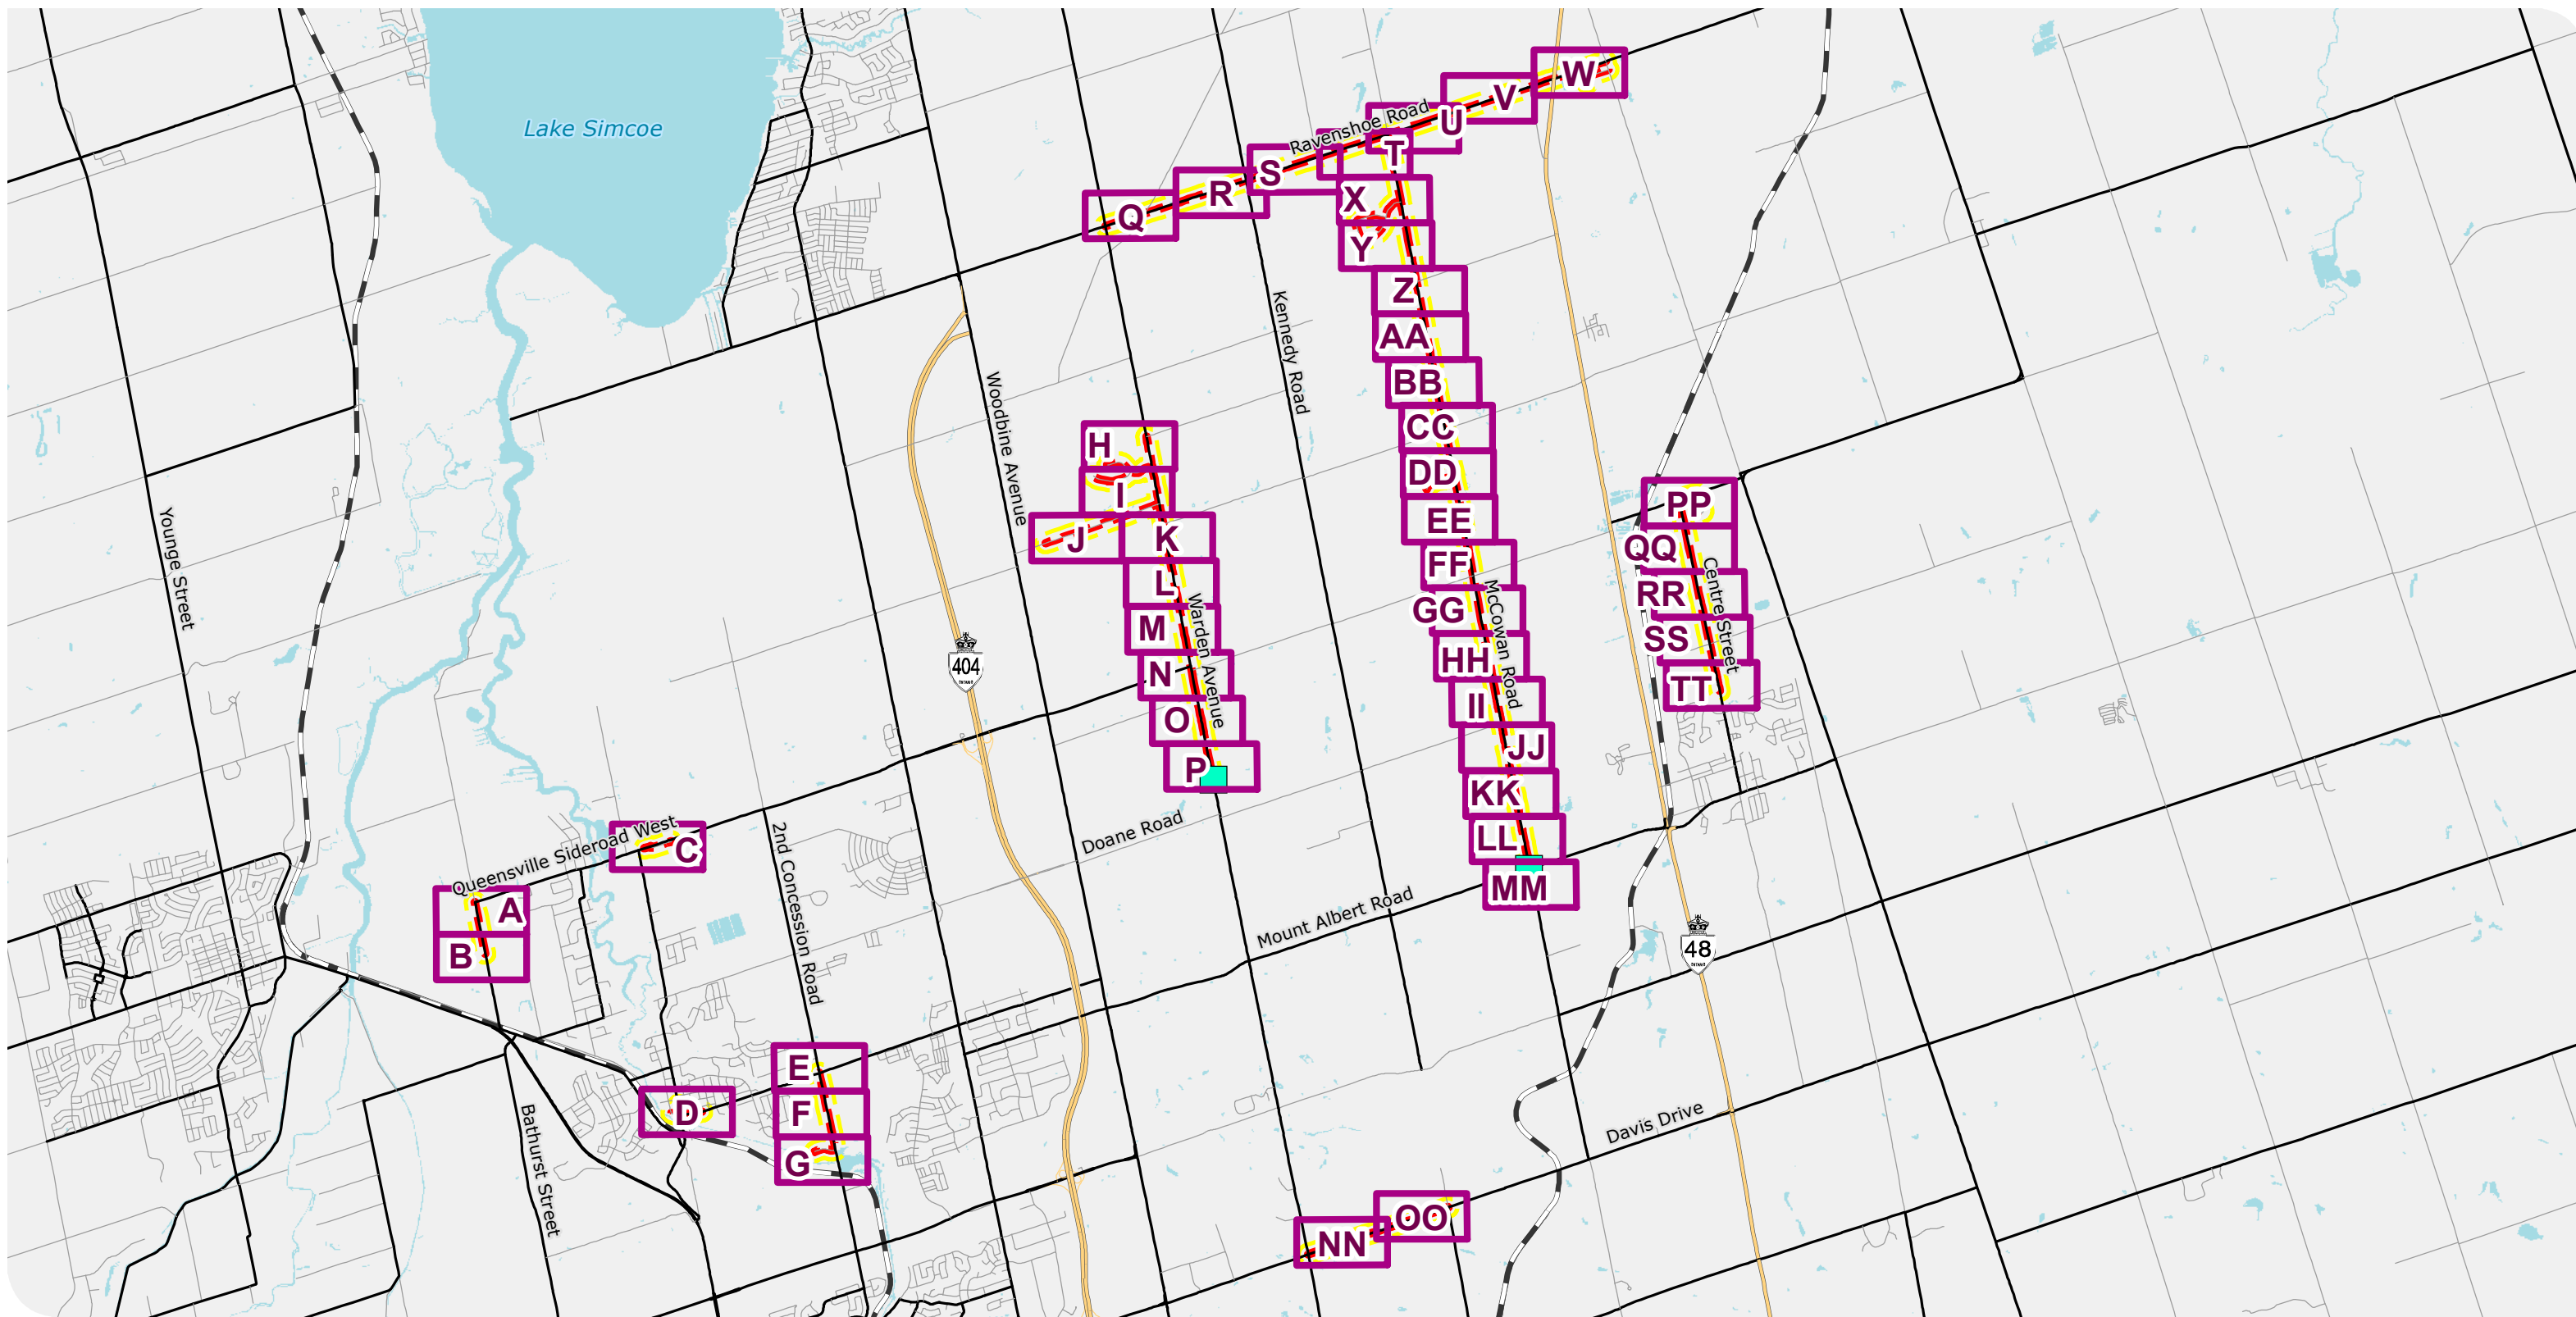 Lake Simcoe
W
V
Ravenshoe Road
U
T
S
R
Q
X
Y
Z
Kennedy Road
AA
BB
Woodbine Avenue
CC
H
DD
I
PP
Younge Street
EE
J
K
QQ
FF
L
Centre Street
RR
GG
McCowan Road
M
Warden Avenue
SS
HH
404
N
TT
II
O
JJ
P
KK
Doane Road
LL
Queensville Sideroad West
C
2nd Concession Road
MM
A
Mount Albert Road
B
48
E
D
F
G
Bathurst Street
Davis Drive
OO
NN